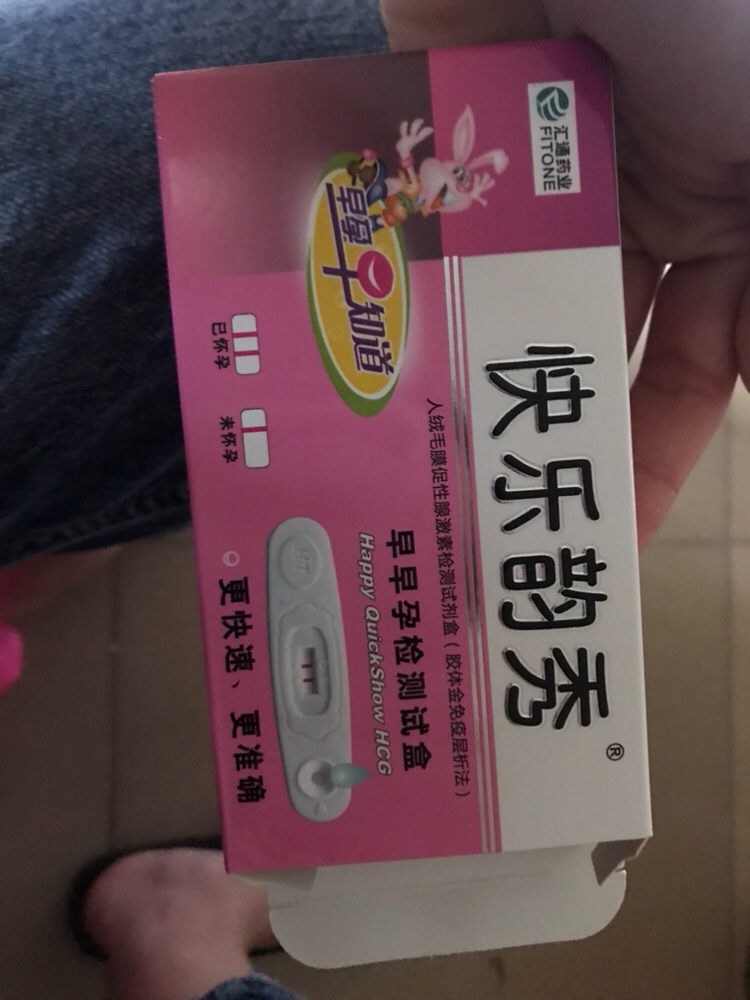 汇通药业
FITONE
快乐韵秀®
人绒毛膜促性腺激素检测试剂盒（胶体金免疫层析法）
早孕早知道
早早孕检测试盒
Happy QuickShow HCG
已怀孕
未怀孕
HT
更快速、更准确